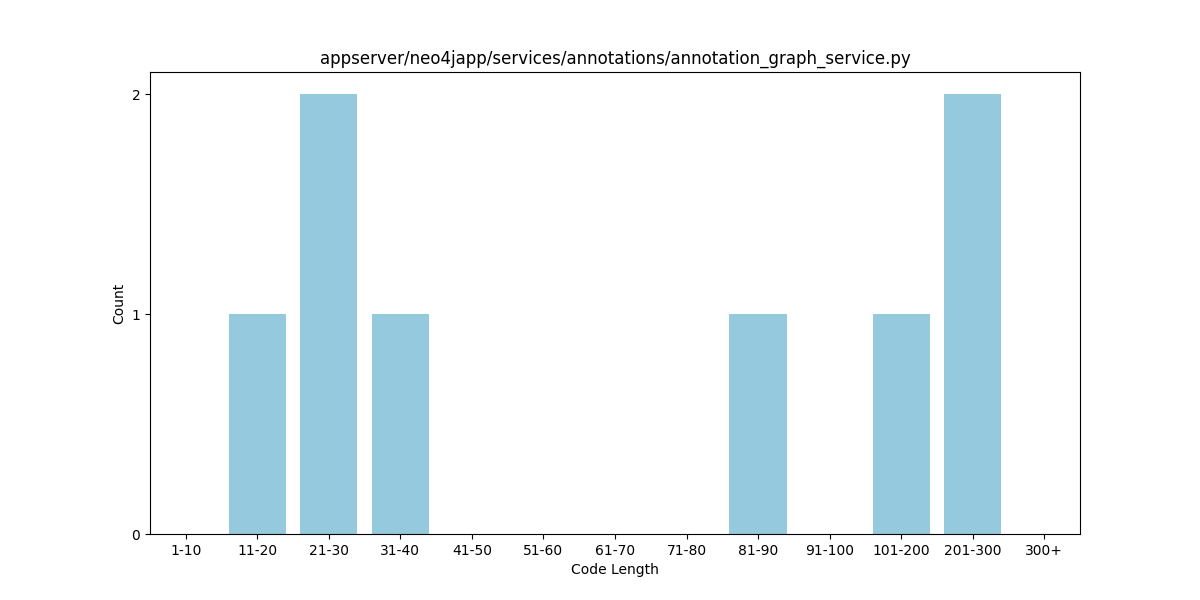 appserver/neo4japp/services/annotations/annotation_graph_service.py
2
1
0
Count
1-10 11-20 21-30 31-40 41-50 51-60 61-70 71-80 81-90 91-100 101-200 201-300 300+
Code Length